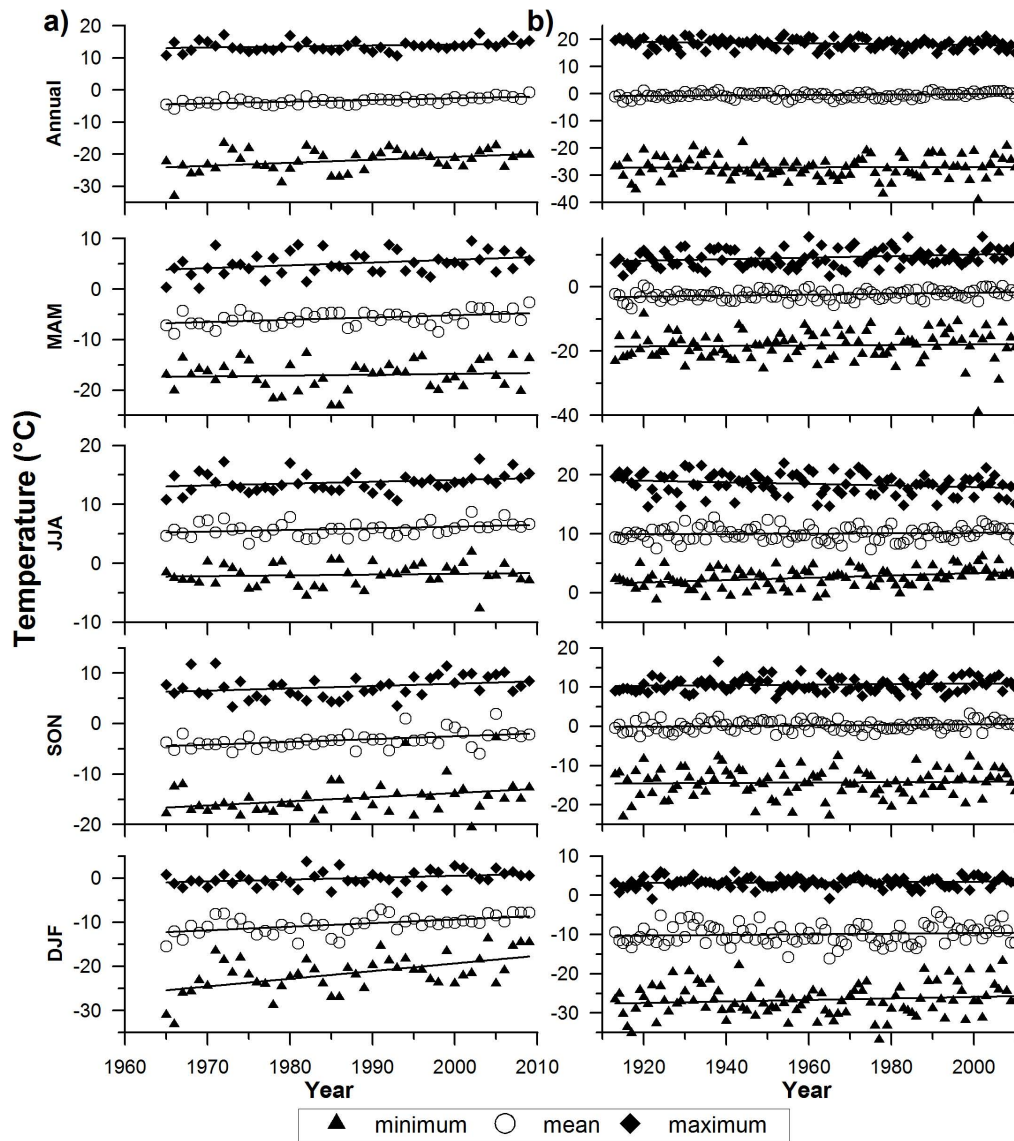 a) b)
20 10 0 -10 -20 -30
20 10 0 -10 -20 -30 -40
Annual
10 0 -10 -20
10 0 -20 -40
MAM
20 10 0 -10
20 10 0
JJA
10 0 -10 -20
20 10 0 -10 -20
SON
0 -10 -20 -30
10 0 -10 -20 -30
DJF
Temperature (°C)
1960 1970 1980 1990 2000 2010
1920 1940 1960 1980 2000
Year Year
minimum mean maximum